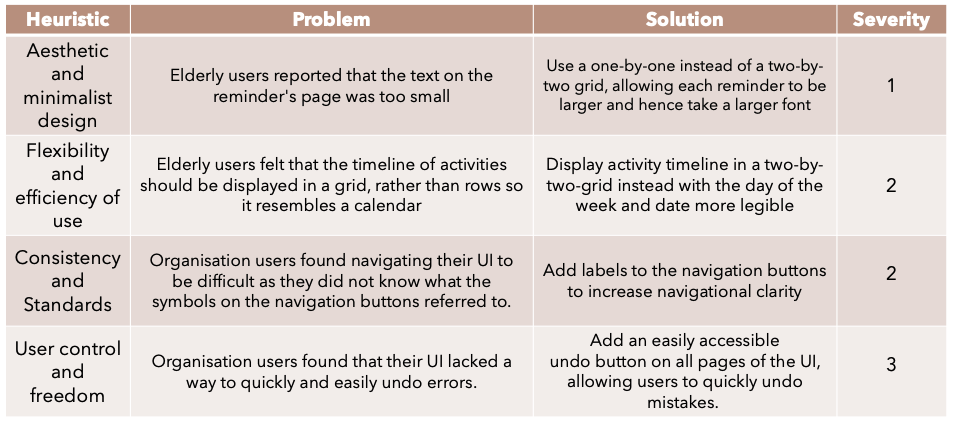 Heuristic
Problem
Solution
Severity
Aesthetic
and
minimalist
design
Elderly users reported that the text on the
reminder's page was too small
Use a one-by-one instead of a two-by-
two grid, allowing each reminder to be
larger and hence take a larger font
1
Flexibility
and
efficiency of
use
Elderly users felt that the timeline of activities
should be displayed in a grid, rather than rows so
it resembles a calendar
Display activity timeline in a two-by-
two-grid instead with the day of the
week and date more legible
2
Consistency
and
Standards
Organisation users found navigating their UI to
be difficult as they did not know what the
symbols on the navigation buttons referred to.
Add labels to the navigation buttons
to increase navigational clarity
2
User control
and
freedom
Organisation users found that their UI lacked a
way to quickly and easily undo errors.
Add an easily accessible
undo button on all pages of the UI,
allowing users to quickly undo
mistakes.
3